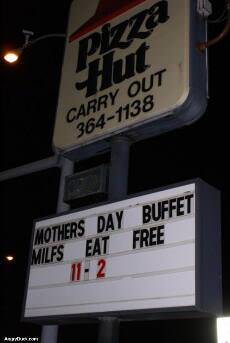 Pizza
Hut
CARRY OUT
364-1138
MOTHERS DAY BUFFET
MILFS EAT FREE
11-2
AngryDuck.com